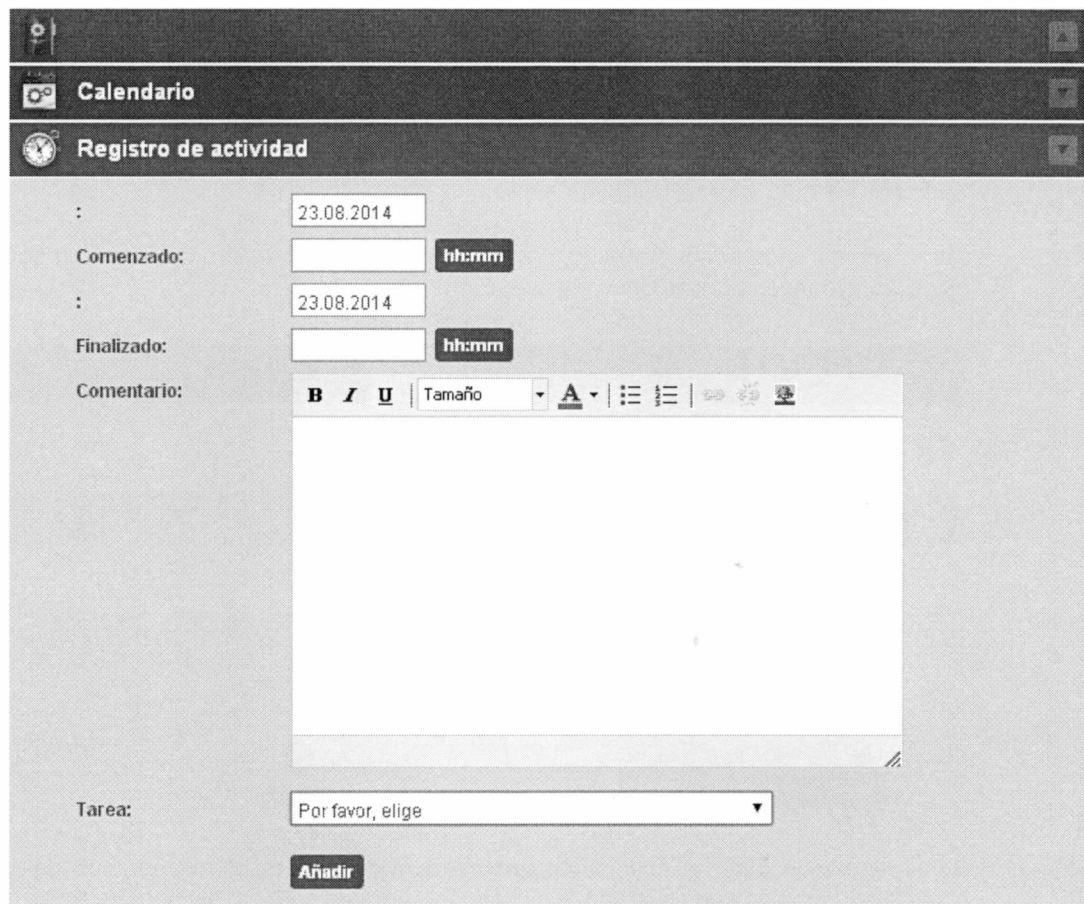 Calendario
Registro de actividad
: 23.08.2014
Comenzado: hh:mm
: 23.08.2014
Finalizado: hh:mm
Comentario: B I U Tamaño A
Tarea: Por favor, elige
Añadir